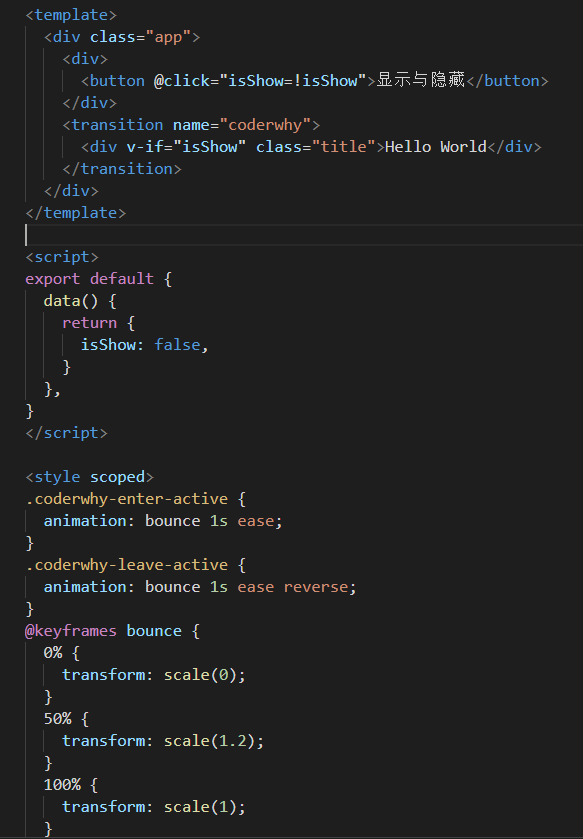 <template>
  <div class="app">
    <div>
      <button @click="isShow=!isShow">显示与隐藏</button>
    </div>
    <transition name="coderwhy">
      <div v-if="isShow" class="title">Hello World</div>
    </transition>
  </div>
</template>

<script>
export default {
  data() {
    return {
      isShow: false,
    }
  },
}
</script>

<style scoped>
.coderwhy-enter-active {
  animation: bounce 1s ease;
}
.coderwhy-leave-active {
  animation: bounce 1s ease reverse;
}
@keyframes bounce {
  0% {
    transform: scale(0);
  }
  50% {
    transform: scale(1.2);
  }
  100% {
    transform: scale(1);
  }